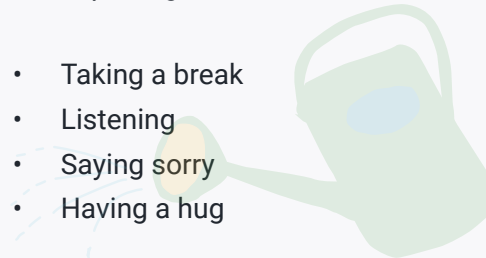 • Taking a break
• Listening
• Saying sorry
• Having a hug